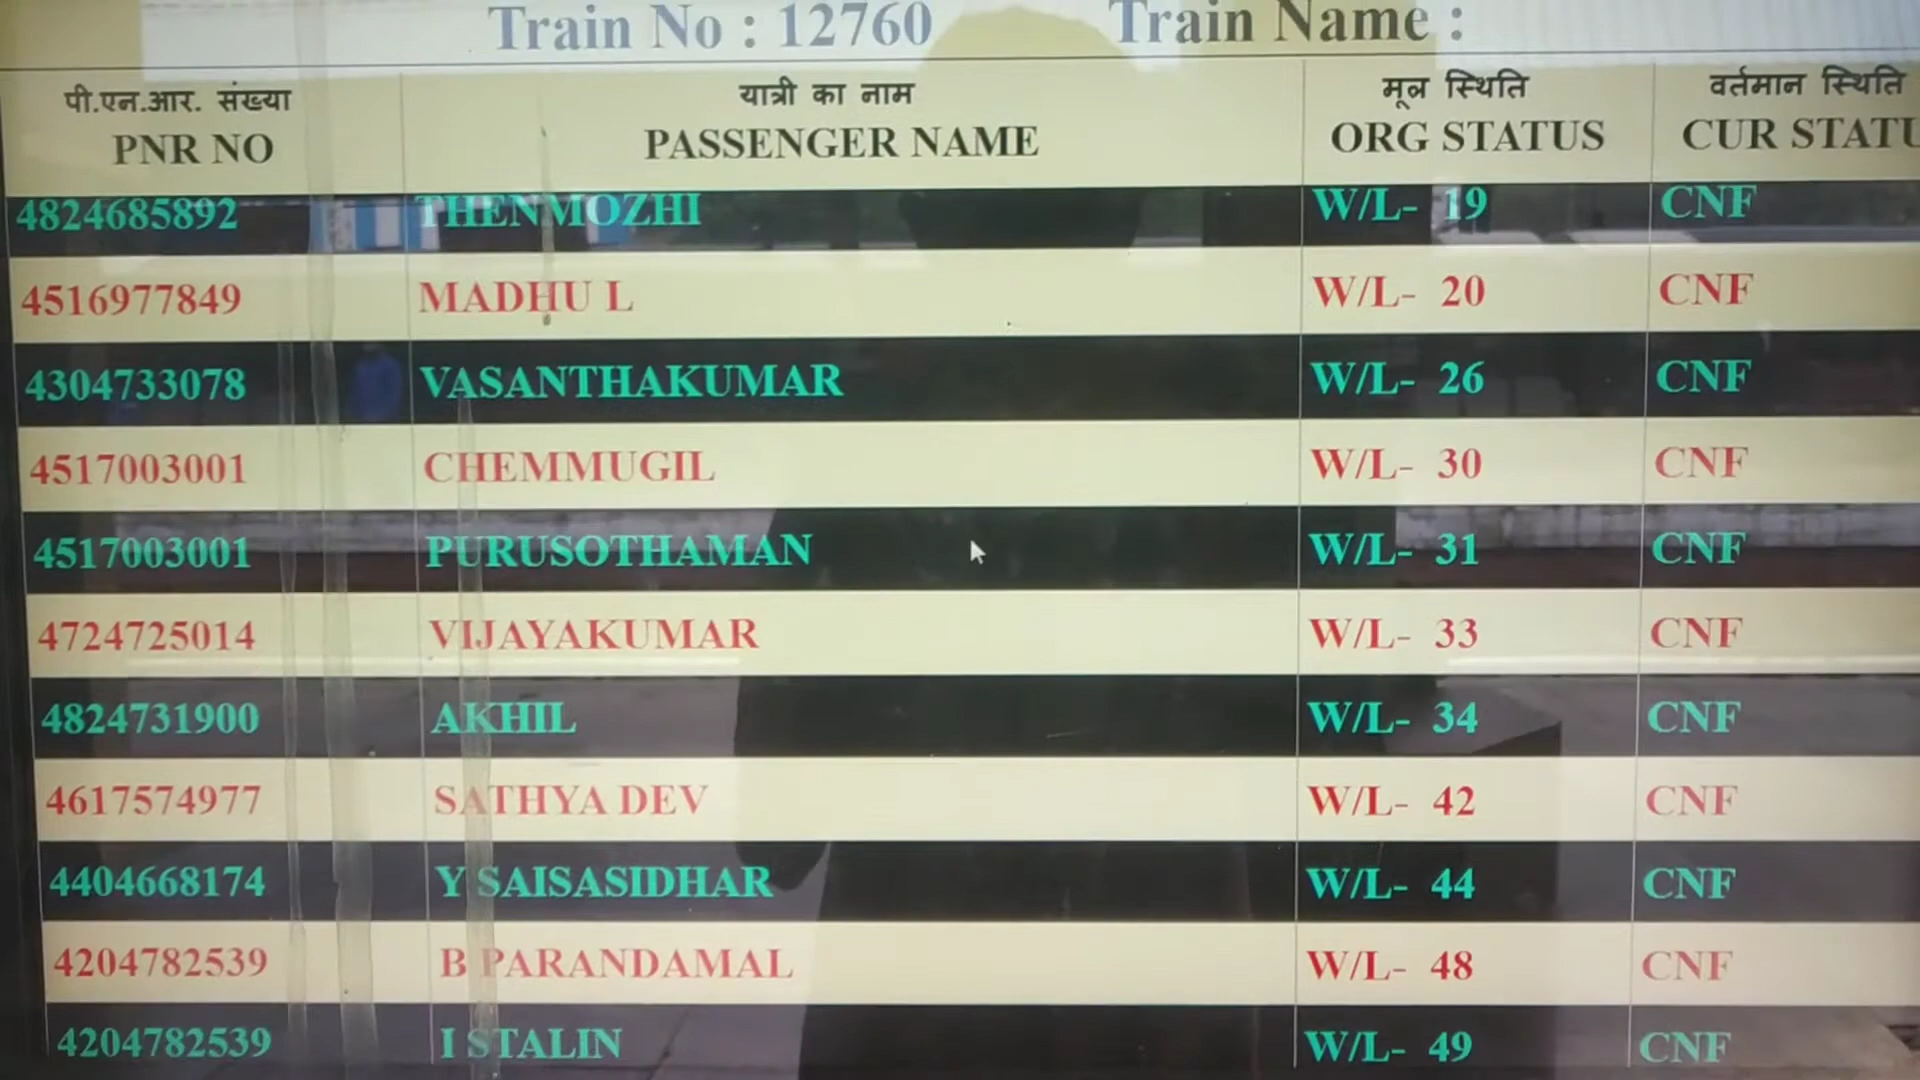 Train No : 12760 Train Name :
पी.एन.आर. संख्या यात्री का नाम मूल स्थिति वर्तमान स्थिति
PNR NO PASSENGER NAME ORG STATUS CUR STATU
4824685892 THENMOZHI W/L- 19 CNF
4516977849 MADHU L W/L- 20 CNF
4304733078 VASANTHAKUMAR W/L- 26 CNF
4517003001 CHEMMUGIL W/L- 30 CNF
4517003001 PURUSOTHAMAN W/L- 31 CNF
4724725014 VIJAYAKUMAR W/L- 33 CNF
4824731900 AKHIL W/L- 34 CNF
4617574977 SATHYA DEV W/L- 42 CNF
4404668174 Y SAISASIDHAR W/L- 44 CNF
4204782539 B PARANDAMAL W/L- 48 CNF
4204782539 I STALIN W/L- 49 CNF